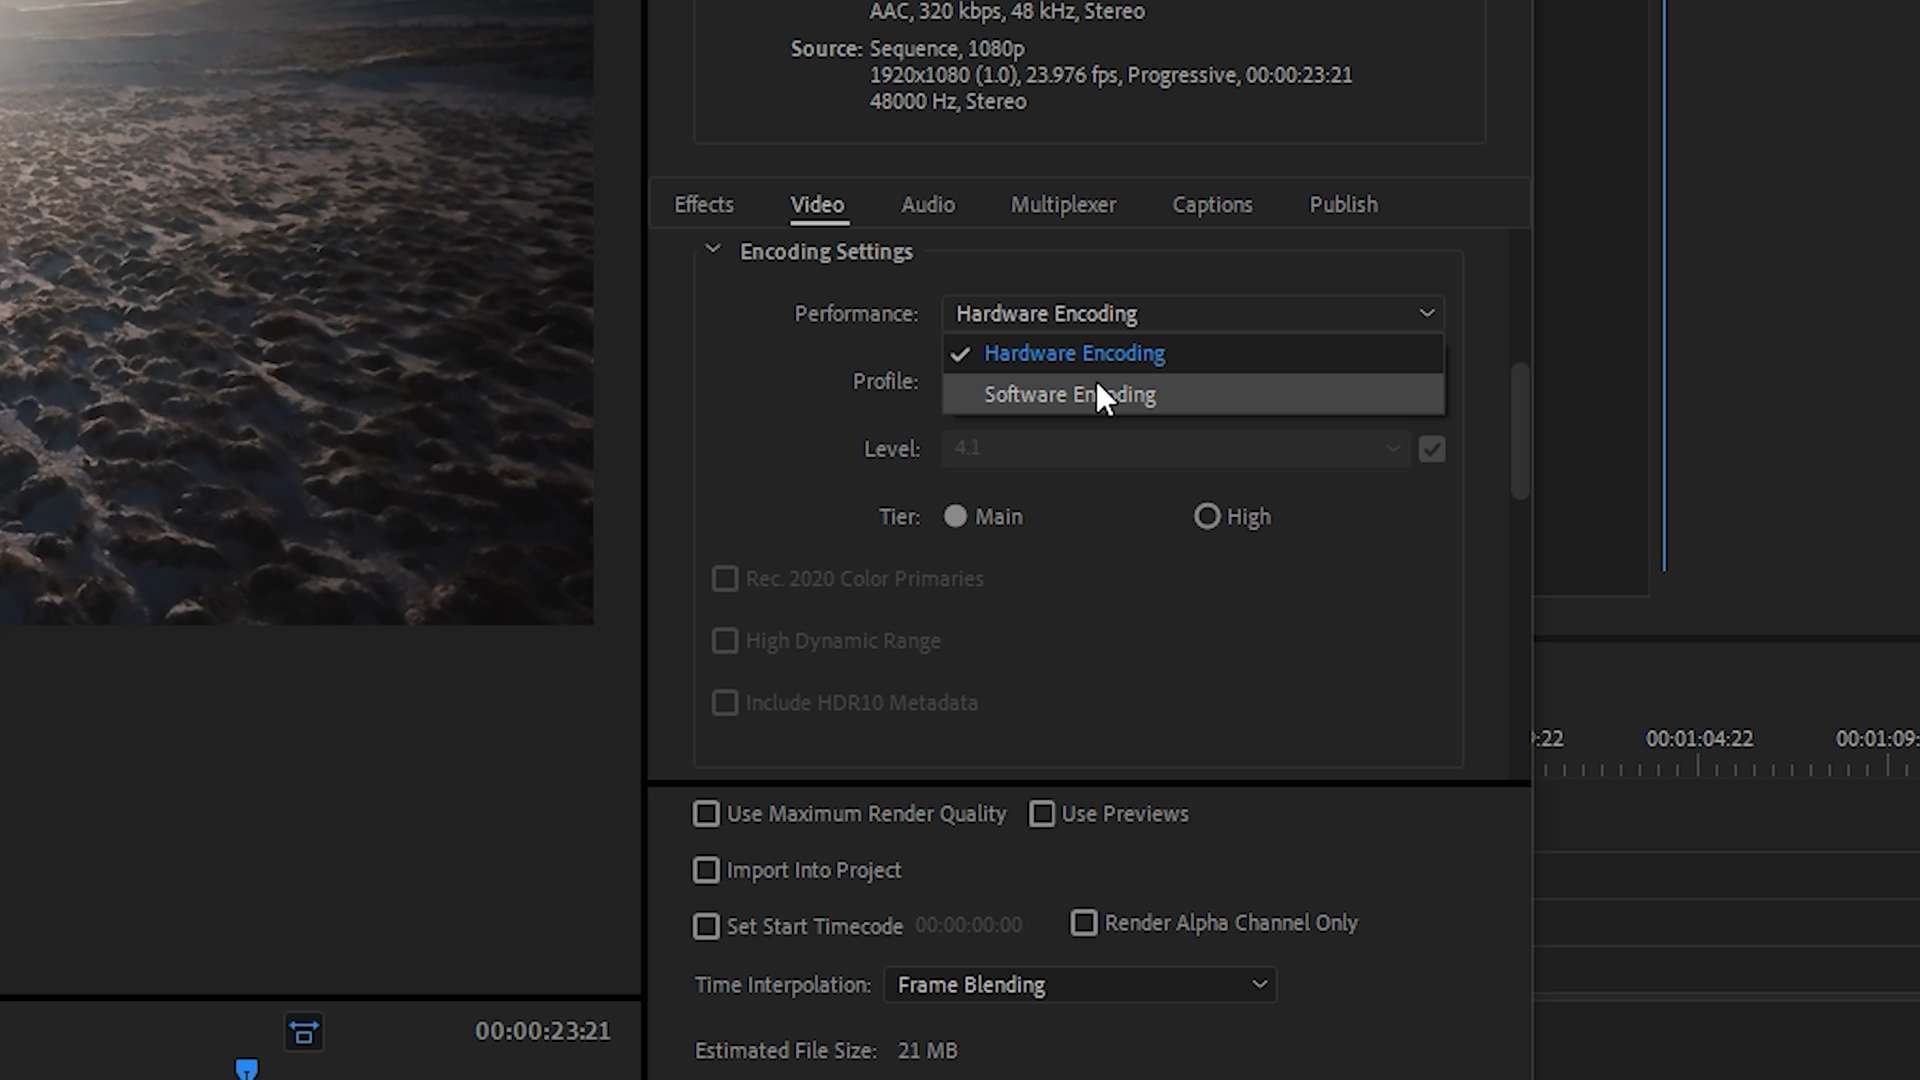 AAC, 320 kbps, 48 kHz, Stereo
Source: Sequence, 1080p
1920x1080 (1.0), 23.976 fps, Progressive, 00:00:23:21
48000 Hz, Stereo
Effects Video Audio Multiplexer Captions Publish
Encoding Settings
Performance: Hardware Encoding
Hardware Encoding
Profile:
Software Encoding
Level: 4.1
Tier: Main High
Rec. 2020 Color Primaries
High Dynamic Range
Include HDR10 Metadata
:22 00:01:04:22 00:01:09:
Use Maximum Render Quality Use Previews
Import Into Project
Set Start Timecode 00:00:00:00 Render Alpha Channel Only
Time Interpolation: Frame Blending
00:00:23:21
Estimated File Size: 21 MB